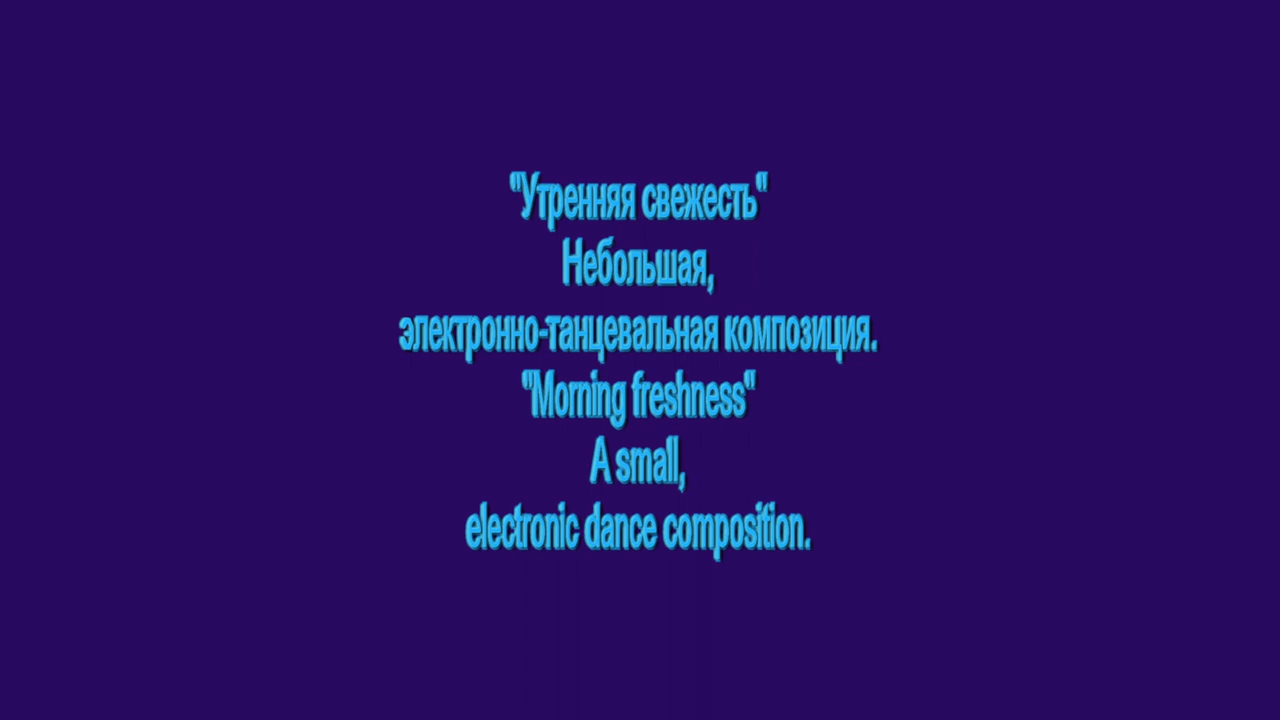 "Утренняя свежесть"
Небольшая,
электронно-танцевальная композиция.
"Morning freshness"
A small,
electronic dance composition.